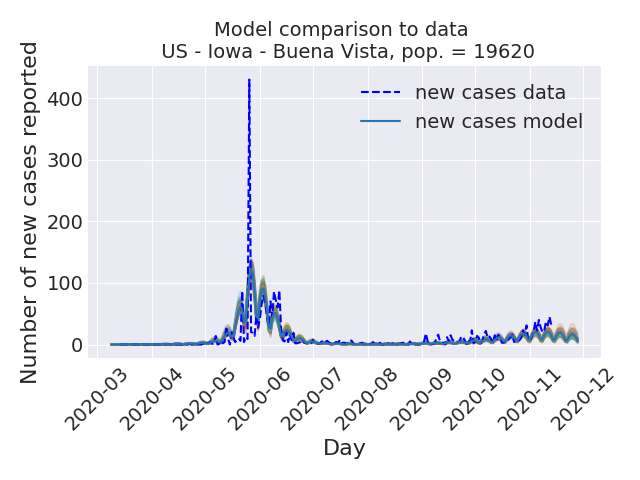 Model comparison to data
US - Iowa - Buena Vista, pop. = 19620
Number of new cases reported
400
300
200
100
0
new cases data
new cases model
2020-03
2020-04
2020-05
2020-06
2020-07
2020-08
2020-09
2020-10
2020-11
2020-12
Day